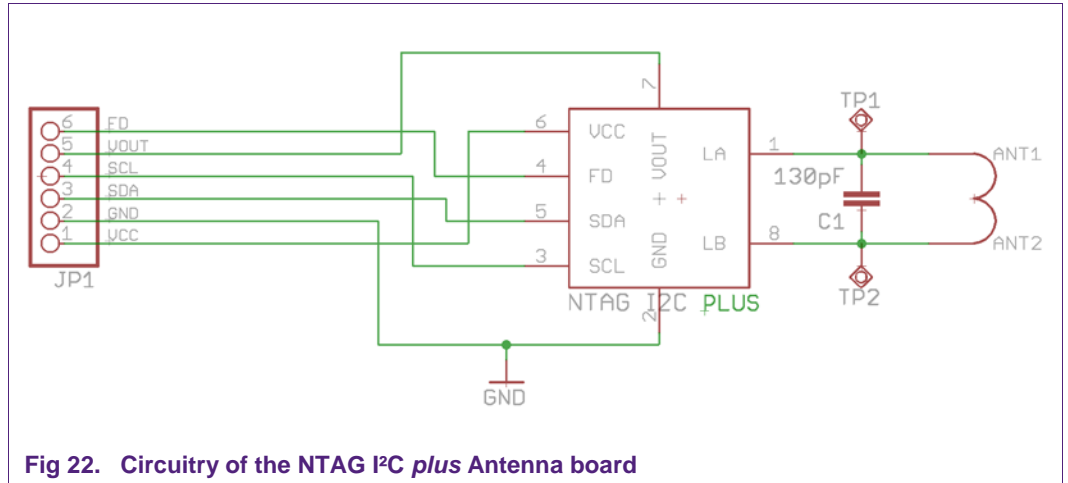 6 FD
5 VOUT
4 SCL
3 SDA
2 GND
1 VCC
JP1
7
6 VCC
4 FD
5 SDA
3 SCL
VOUT
GND
LA 1
LB 8
2
NTAG I2C PLUS
GND
TP1
130pF
C1
TP2
ANT1
ANT2
Fig 22. Circuitry of the NTAG I²C plus Antenna board